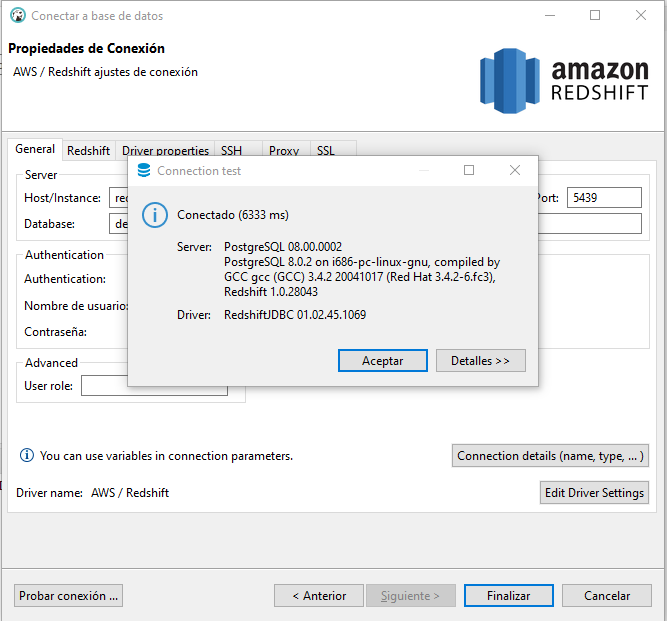 Conectar a base de datos
Propiedades de Conexión
AWS / Redshift ajustes de conexión
amazon
REDSHIFT
General Redshift Driver properties SSH Proxy SSL
Server
Host/Instance:
Port: 5439
Database:
Connection test
Conectado (6333 ms)
Server: PostgreSQL 08.00.0002
PostgreSQL 8.0.2 on i686-pc-linux-gnu, compiled by
GCC gcc (GCC) 3.4.2 20041017 (Red Hat 3.4.2-6.fc3),
Redshift 1.0.28043
Driver: RedshiftJDBC 01.02.45.1069
Aceptar Detalles >>
Authentication
Authentication:
Nombre de usuario:
Contraseña:
Advanced
User role:
You can use variables in connection parameters.
Connection details (name, type, ... )
Driver name: AWS / Redshift
Edit Driver Settings
Probar conexión ... < Anterior Siguiente > Finalizar Cancelar